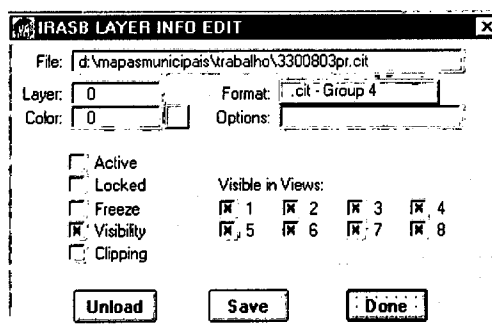 IRASB LAYER INFO EDIT
File: d:\mapasmunicipais\trabalho\3300803pr.cit
Layer: 0 Format: .cit - Group 4
Color: 0 Options:
Active
Locked Visible in Views:
Freeze 1 2 3 4
Visibility 5 6 7 8
Clipping
Unload Save Done